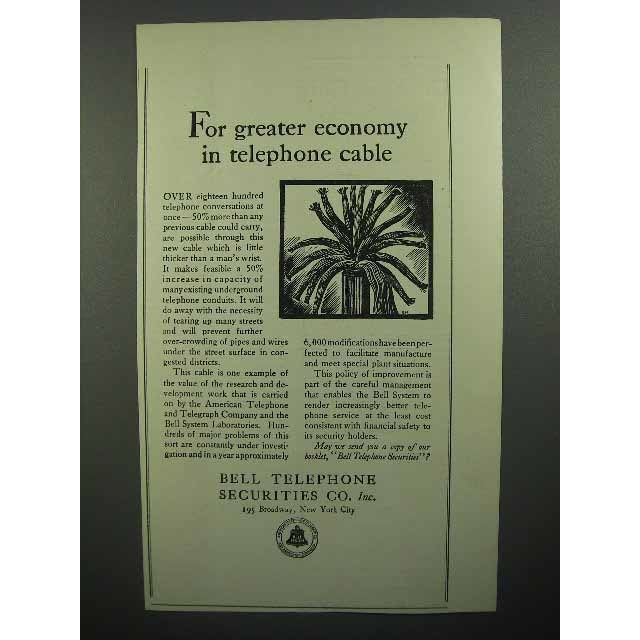 For greater economy
in telephone cable
OVER eighteen hundred
telephone conversations at
once — 50% more than any
previous cable could carry,
are possible through this
new cable which is little
thicker than a man's wrist.
It makes feasible a 50%
increase in capacity of
many existing underground
telephone conduits. It will
do away with the necessity
of tearing up many streets
and will prevent further
over-crowding of pipes and wires
under the street surface in con-
gested districts.
This cable is one example of
the value of the research and de-
velopment work that is carried
on by the American Telephone
and Telegraph Company and the
Bell System Laboratories. Hun-
dreds of major problems of this
sort are constantly under investi-
gation and in a year approximately
6,000 modifications have been per-
fected to facilitate manufacture
and meet special plant situations.
This policy of improvement is
part of the careful management
that enables the Bell System to
render increasingly better tele-
phone service at the least cost
consistent with financial safety to
its security holders.
May we send you a copy of our
booklet, "Bell Telephone Securities"?
BELL TELEPHONE
SECURITIES CO. Inc.
195 Broadway, New York City